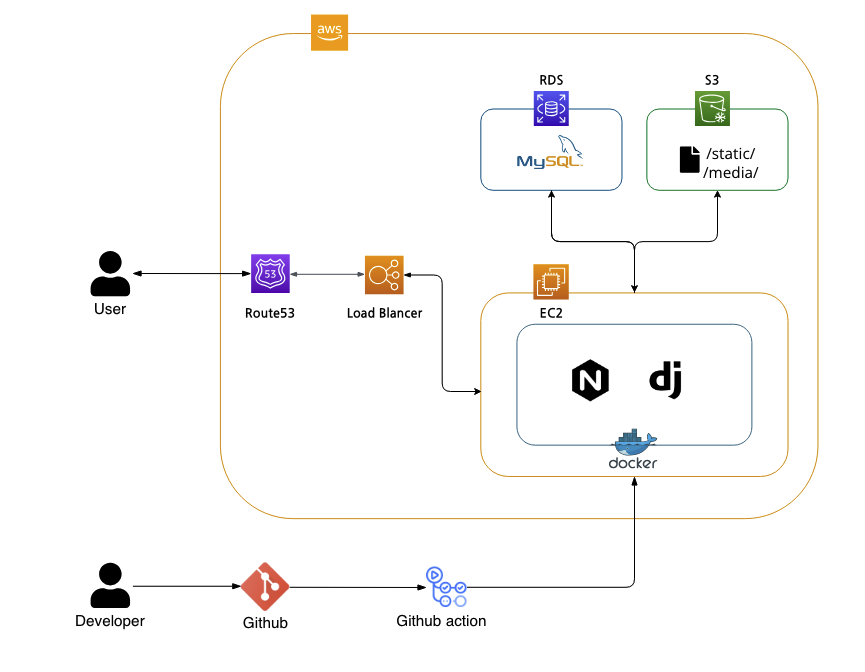 aws
RDS
S3
MySQL.
/static/
/media/
53
User
Route53
Load Blancer
EC2
N
dj
docker
Developer
Github
Github action